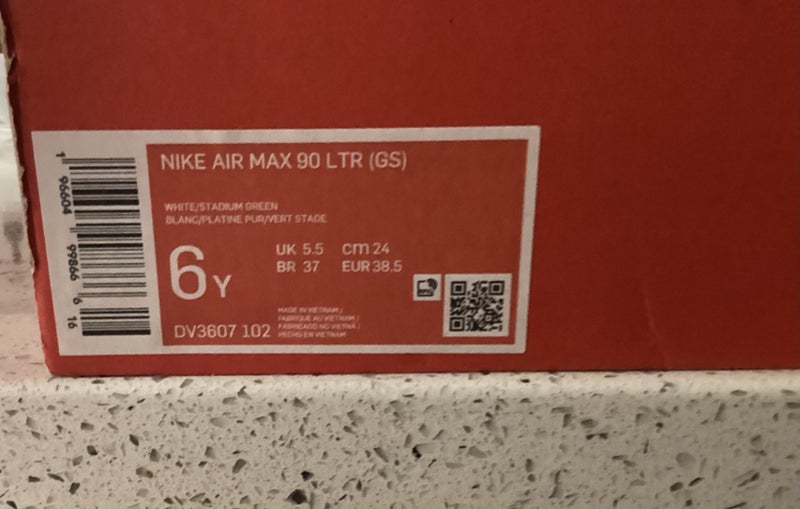 NIKE AIR MAX 90 LTR (GS)
WHITE/STADIUM GREEN
BLANC/PLATINE PUR/VERT STADE
6Y
UK 5.5 cm 24
BR 37 EUR 38.5
DV3607 102
MADE IN VIETNAM /
FABRIQUE AU VIETNAM /
FABRICADO NO VIETNÃ /
HECHO EN VIETNAM
1 96604 99866 6 16